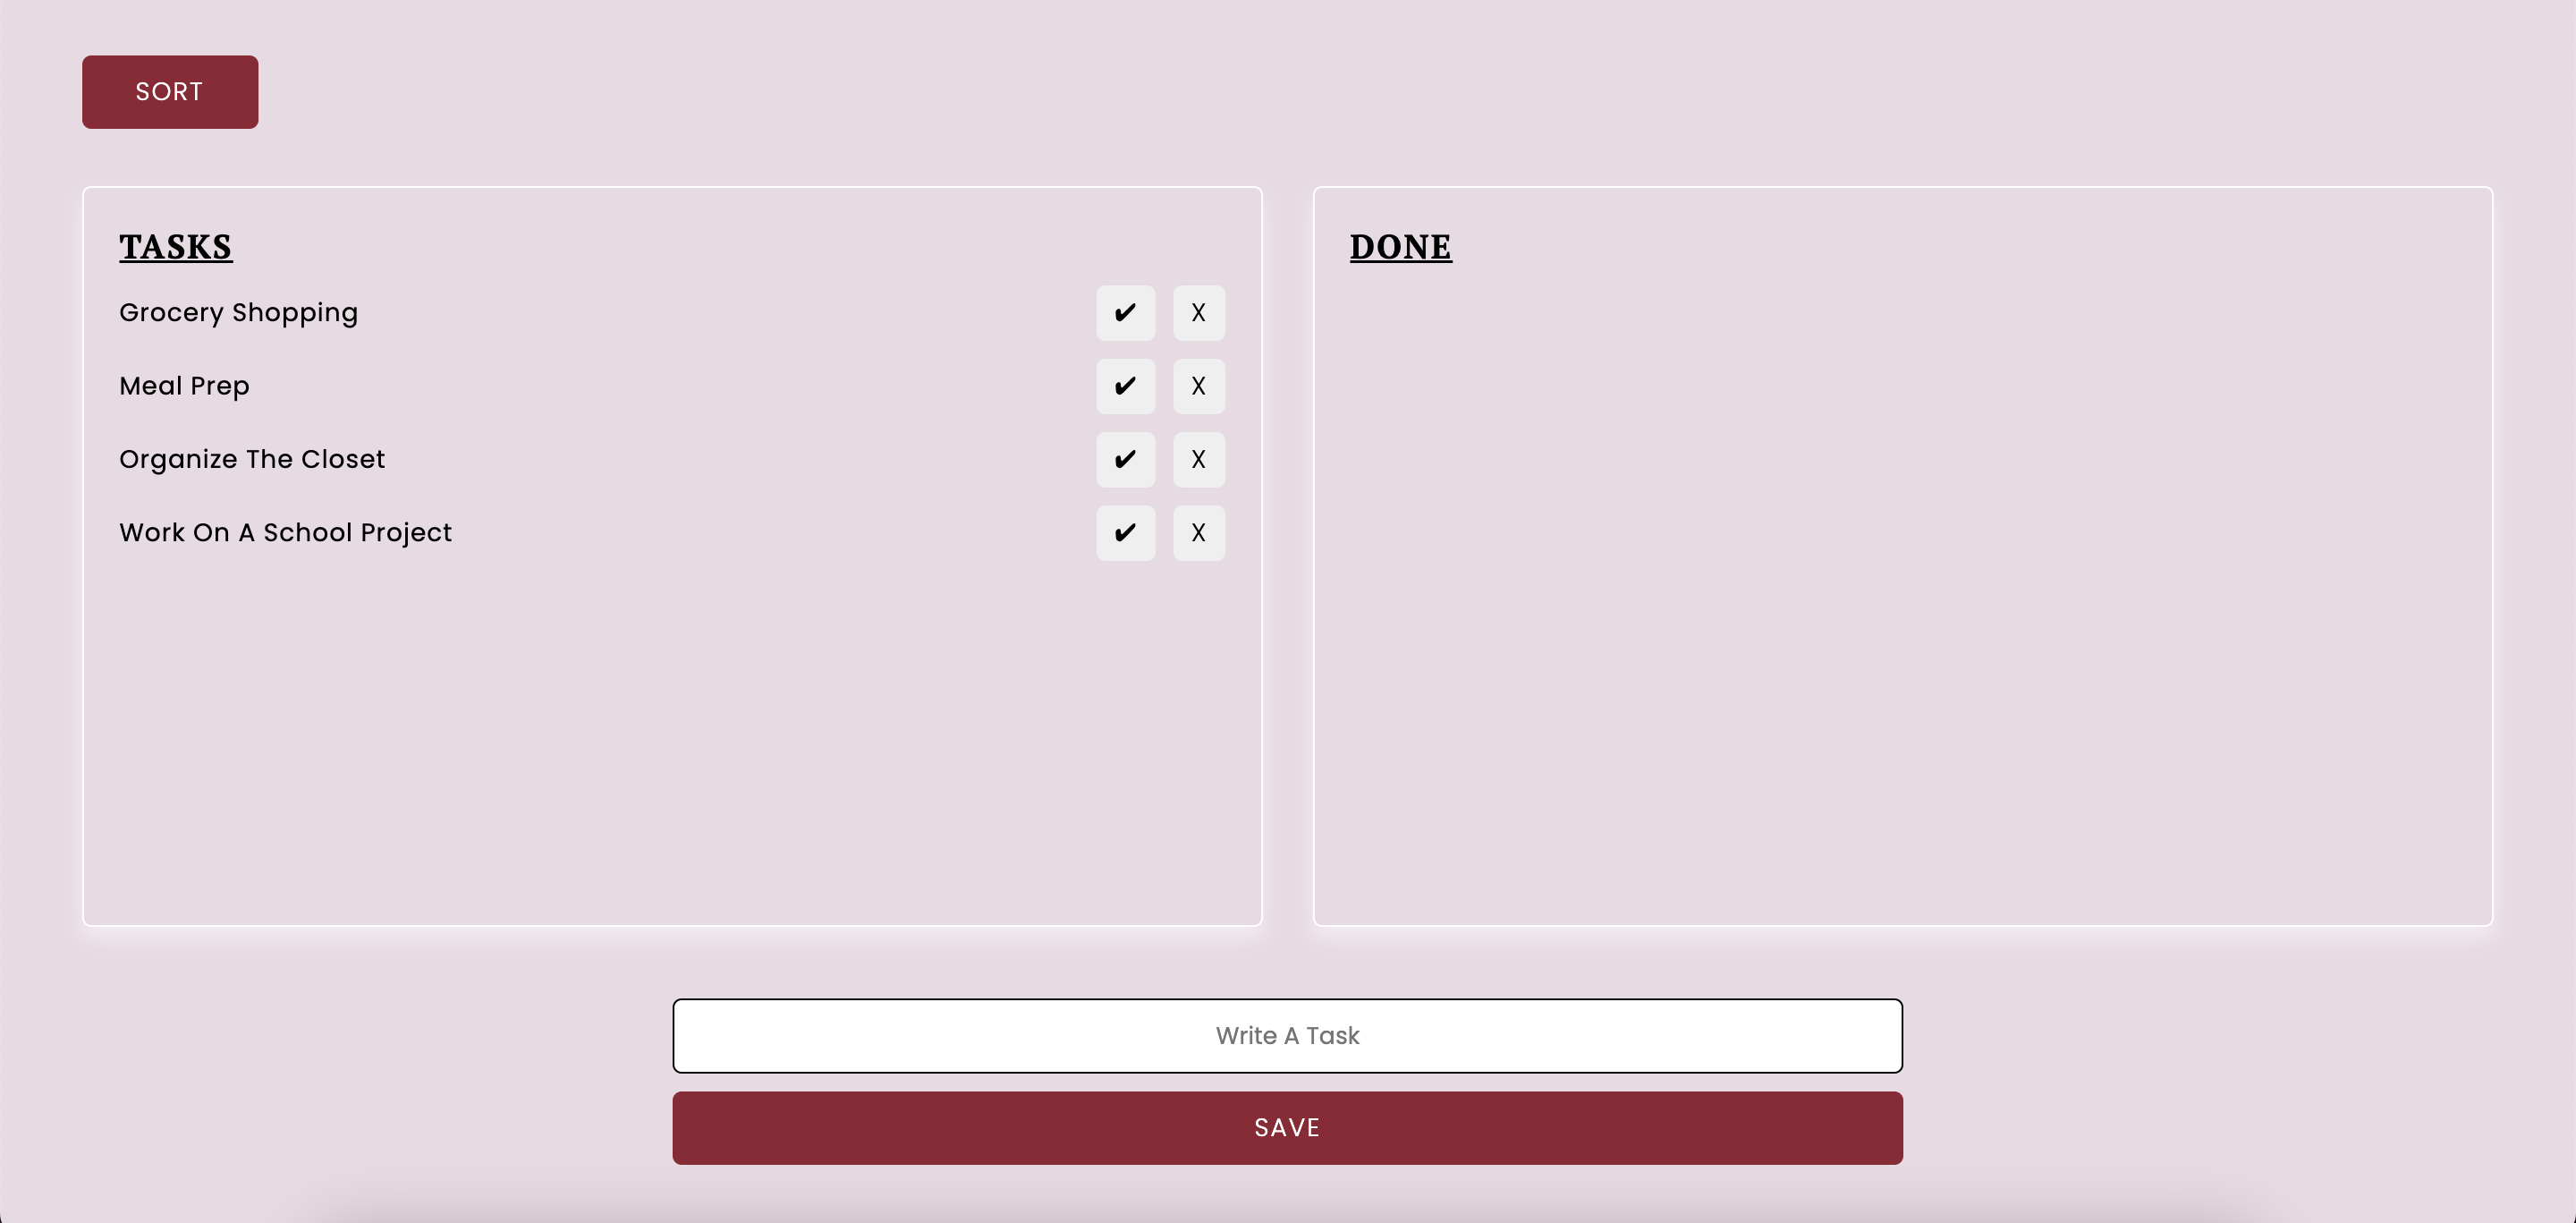 SORT
TASKS
Grocery Shopping ✔ X
Meal Prep ✔ X
Organize The Closet ✔ X
Work On A School Project ✔ X
DONE
Write A Task
SAVE